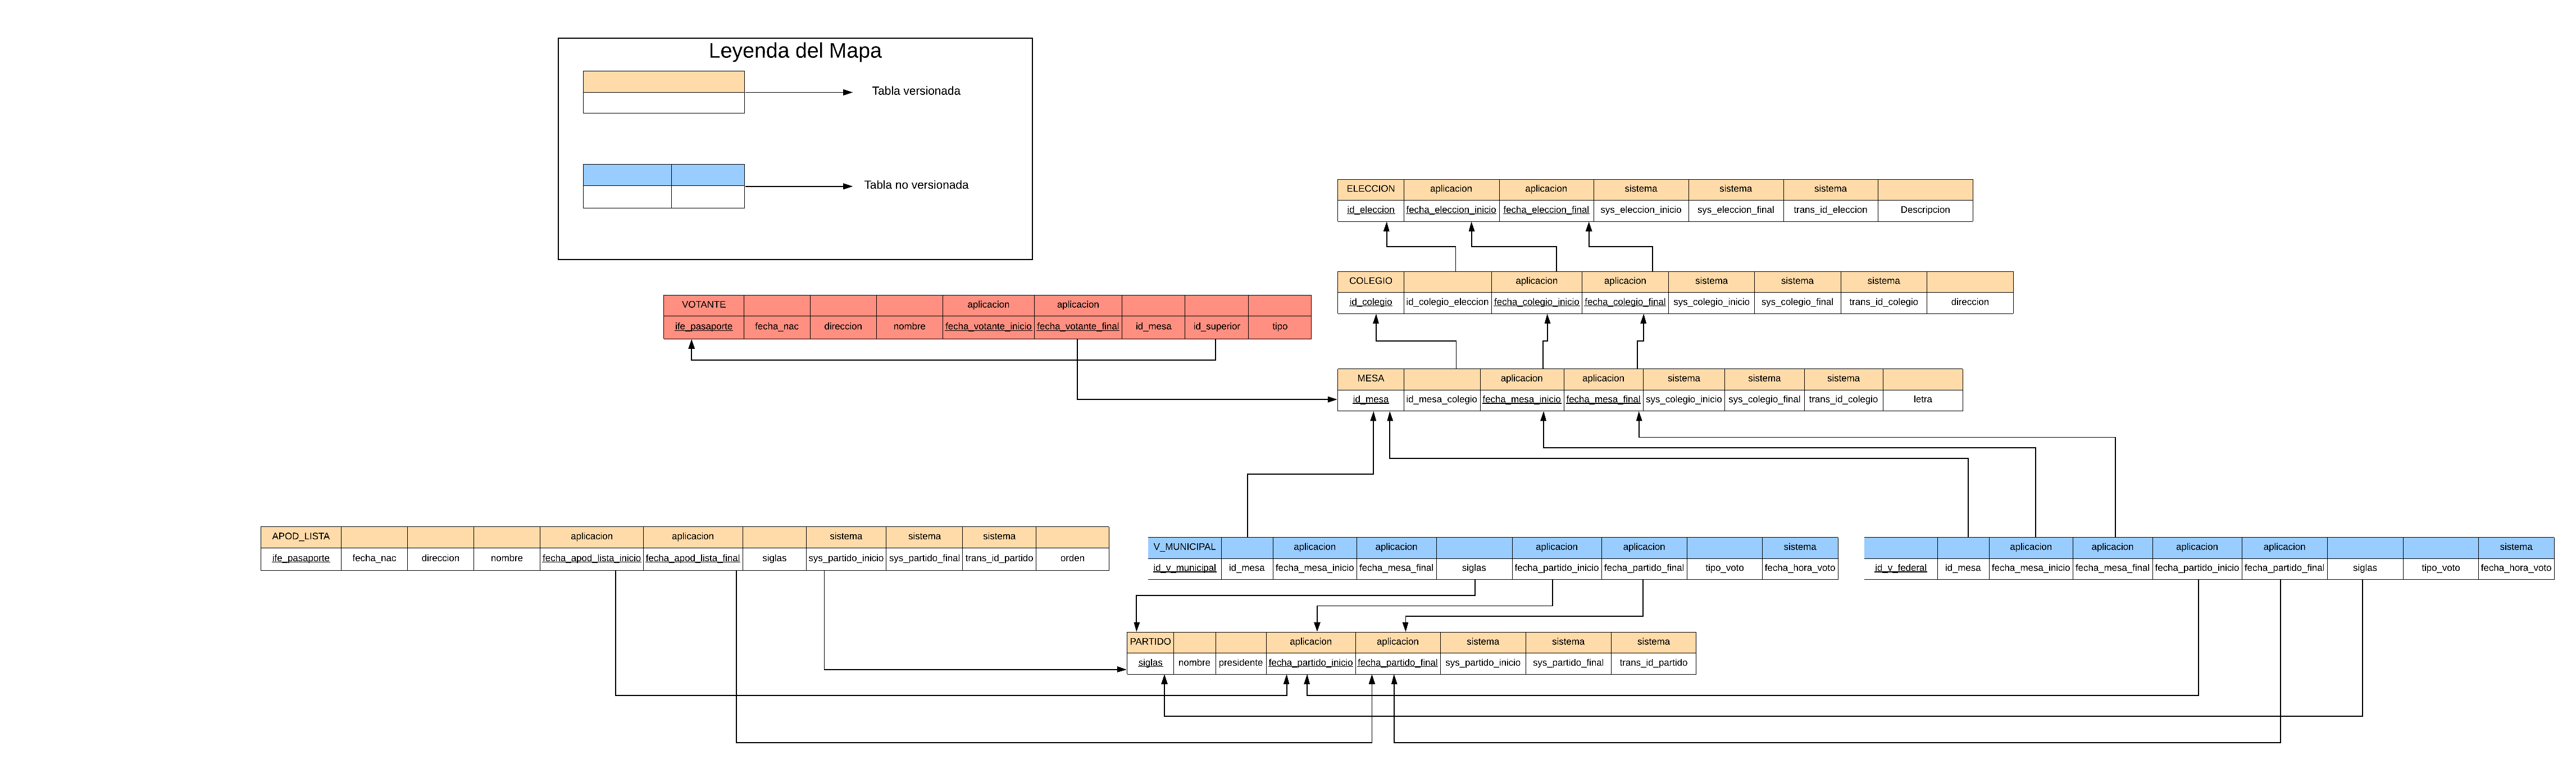 Leyenda del Mapa
Tabla versionada
Tabla no versionada
ELECCION aplicacion aplicacion sistema sistema sistema
id_eleccion fecha_eleccion_inicio fecha_eleccion_final sys_eleccion_inicio sys_eleccion_final trans_id_eleccion Descripcion
COLEGIO aplicacion aplicacion sistema sistema sistema
id_colegio id_colegio_eleccion fecha_colegio_inicio fecha_colegio_final sys_colegio_inicio sys_colegio_final trans_id_colegio direccion
VOTANTE aplicacion aplicacion
ife_pasaporte fecha_nac direccion nombre fecha_votante_inicio fecha_votante_final id_mesa id_superior tipo
MESA aplicacion aplicacion sistema sistema sistema
id_mesa id_mesa_colegio fecha_mesa_inicio fecha_mesa_final sys_colegio_inicio sys_colegio_final trans_id_colegio letra
APOD_LISTA aplicacion aplicacion sistema sistema sistema
ife_pasaporte fecha_nac direccion nombre fecha_apod_lista_inicio fecha_apod_lista_final siglas sys_partido_inicio sys_partido_final trans_id_partido orden
V_MUNICIPAL aplicacion aplicacion aplicacion aplicacion sistema
id_v_municipal id_mesa fecha_mesa_inicio fecha_mesa_final siglas fecha_partido_inicio fecha_partido_final tipo_voto fecha_hora_voto
aplicacion aplicacion aplicacion aplicacion sistema
id_v_federal id_mesa fecha_mesa_inicio fecha_mesa_final fecha_partido_inicio fecha_partido_final siglas tipo_voto fecha_hora_voto
PARTIDO aplicacion aplicacion sistema sistema sistema
siglas nombre presidente fecha_partido_inicio fecha_partido_final sys_partido_inicio sys_partido_final trans_id_partido